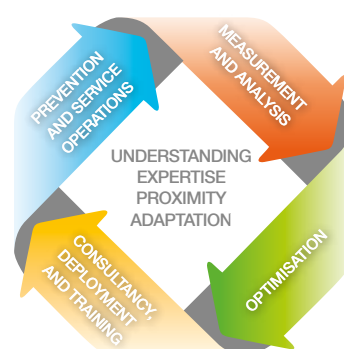 PREVENTION
AND SERVICE
OPERATIONS
MEASUREMENT
AND ANALYSIS
UNDERSTANDING
EXPERTISE
PROXIMITY
ADAPTATION
CONSULTANCY,
DEPLOYMENT
AND TRAINING
OPTIMISATION